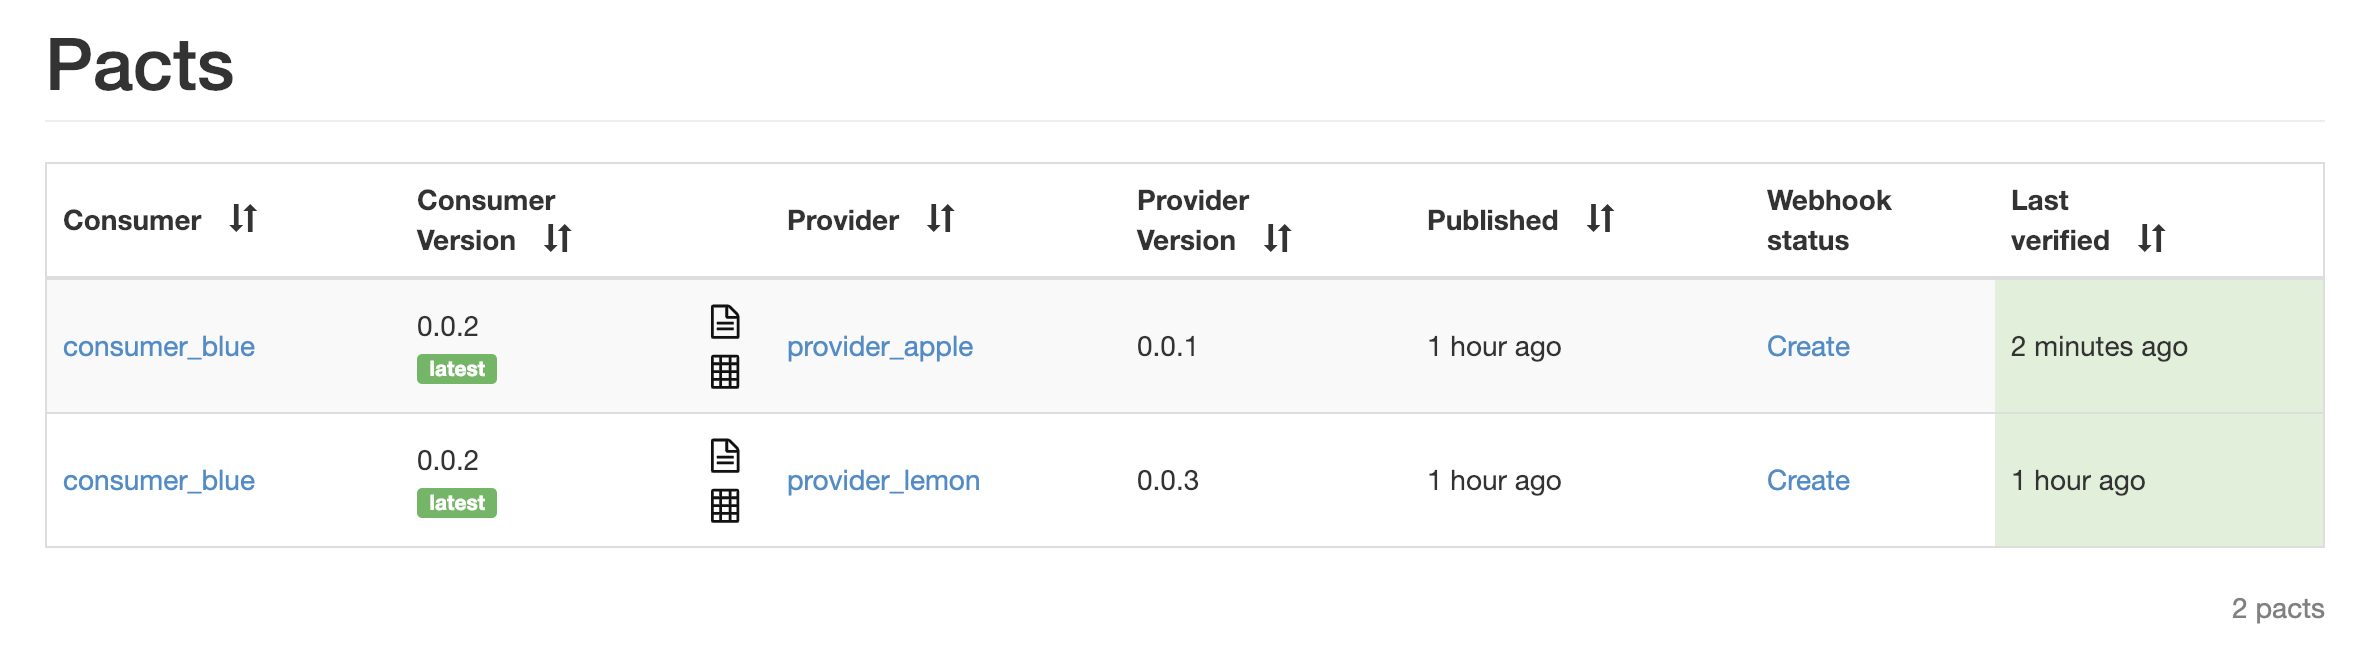 Pacts
Consumer Consumer Version Provider Provider Version Published Webhook status Last verified
consumer_blue 0.0.2 latest provider_apple 0.0.1 1 hour ago Create 2 minutes ago
consumer_blue 0.0.2 latest provider_lemon 0.0.3 1 hour ago Create 1 hour ago
2 pacts